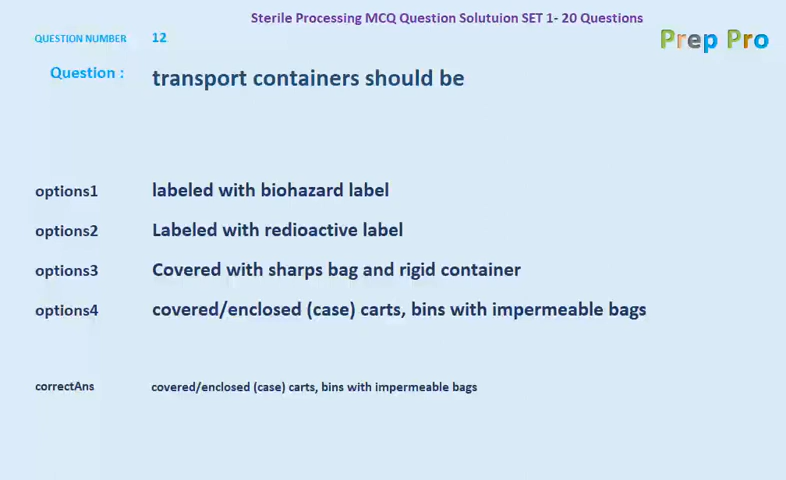 Sterile Processing MCQ Question Solutuion SET 1- 20 Questions
QUESTION NUMBER 12
Prep Pro
Question : transport containers should be
options1 labeled with biohazard label
options2 Labeled with redioactive label
options3 Covered with sharps bag and rigid container
options4 covered/enclosed (case) carts, bins with impermeable bags
correctAns covered/enclosed (case) carts, bins with impermeable bags